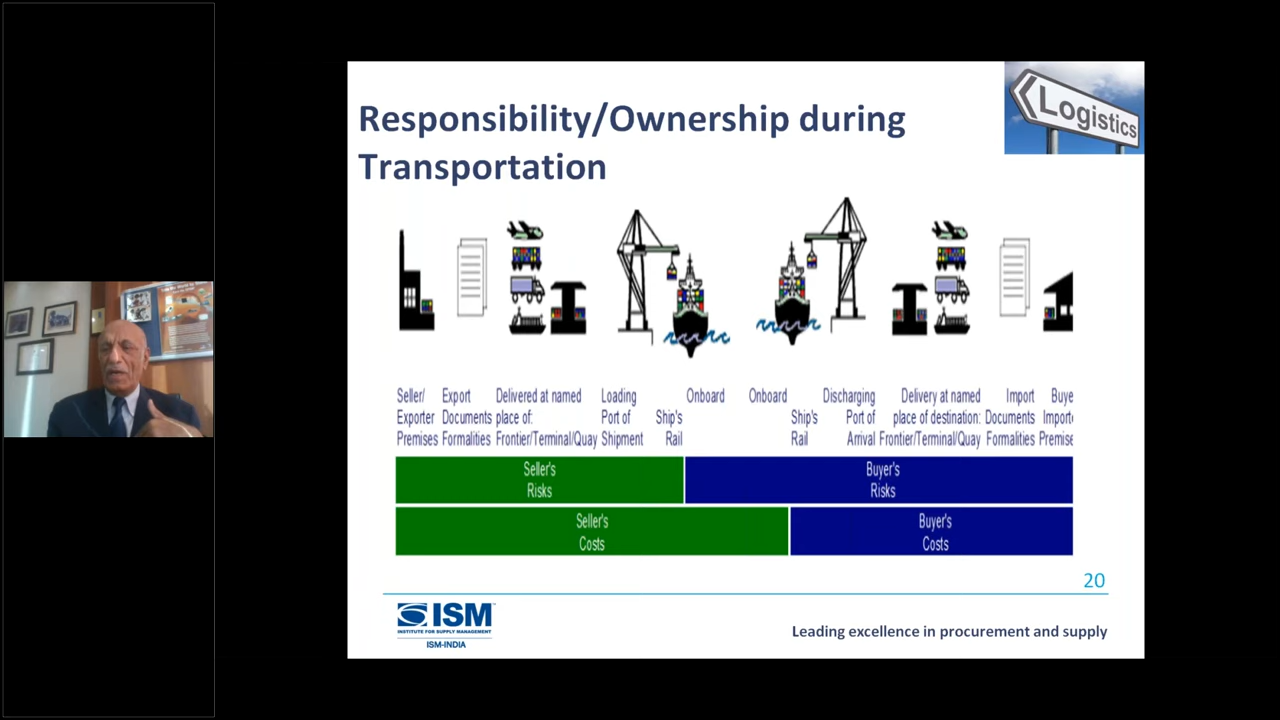 Responsibility/Ownership during
Transportation
Logistics
Seller/
Exporter
Premises
Export
Documents
Formalities
Delivered at named
place of:
Frontier/Terminal/Quay
Loading
Port of
Shipment
Ship's
Rail
Onboard
Onboard
Ship's
Rail
Discharging
Port of
Arrival
Delivery at named
place of destination:
Frontier/Terminal/Quay
Import
Documents
Formalities
Buye
Importe
Premise
Seller's
Risks
Buyer's
Risks
Seller's
Costs
Buyer's
Costs
20
ISM
INSTITUTE FOR SUPPLY MANAGEMENT
ISM-INDIA
Leading excellence in procurement and supply